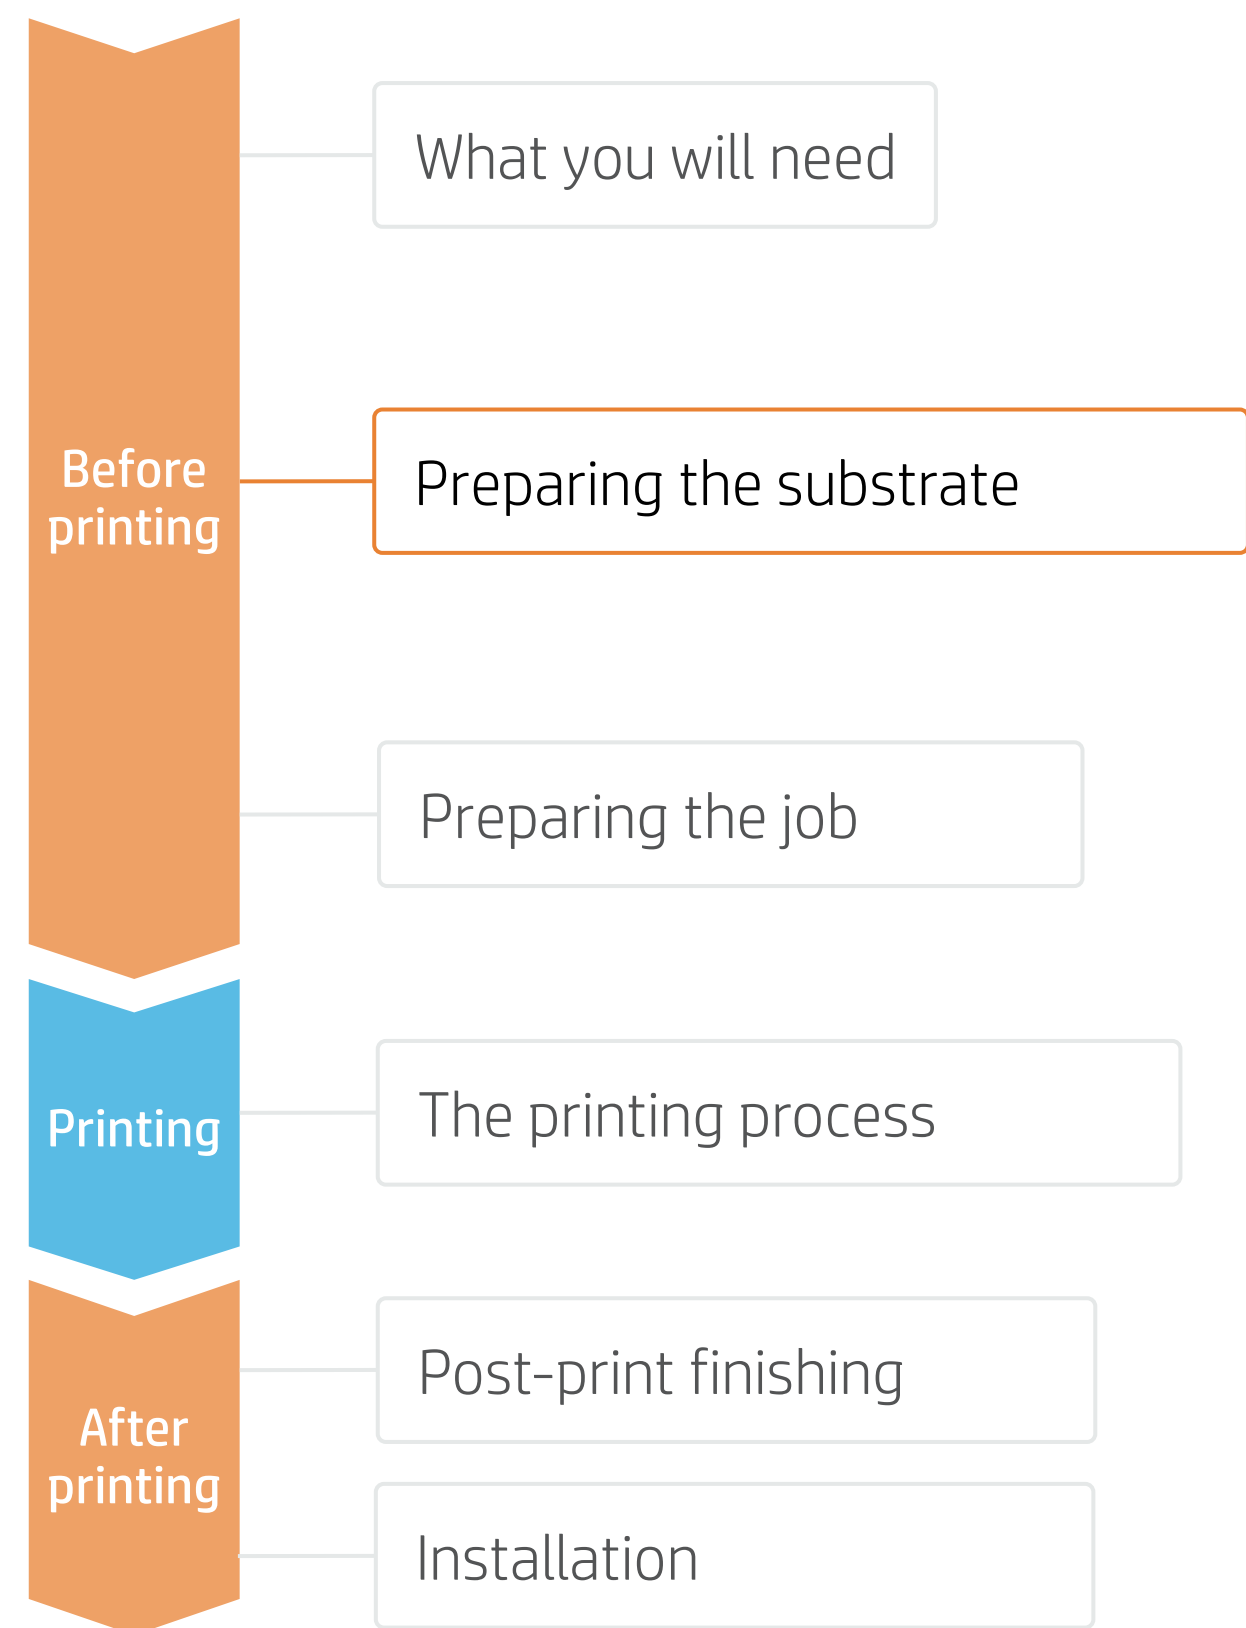 What you will need
Before
printing
Preparing the substrate
Preparing the job
Printing
The printing process
After
printing
Post-print finishing
Installation